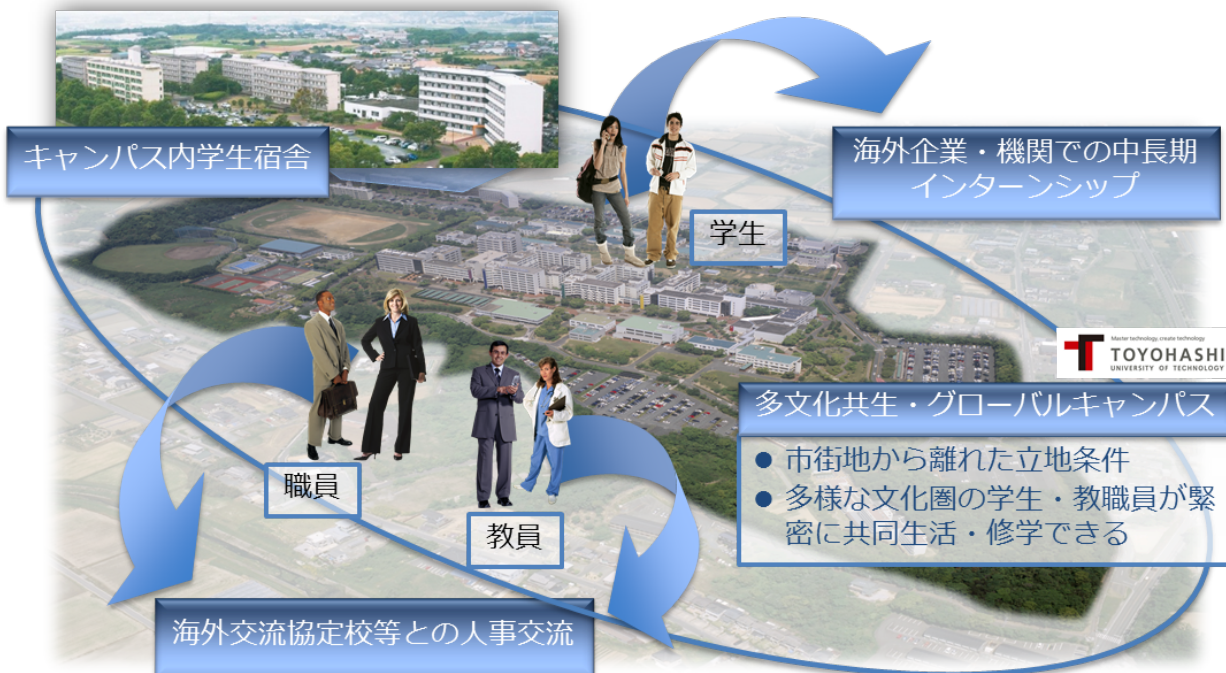 キャンパス内学生宿舎
海外企業・機関での中長期
インターンシップ
学生
Master technology, create technology
TOYOHASHI
UNIVERSITY OF TECHNOLOGY
多文化共生・グローバルキャンパス
● 市街地から離れた立地条件
● 多様な文化圏の学生・教職員が緊
密に共同生活・修学できる
職員
教員
海外交流協定校等との人事交流